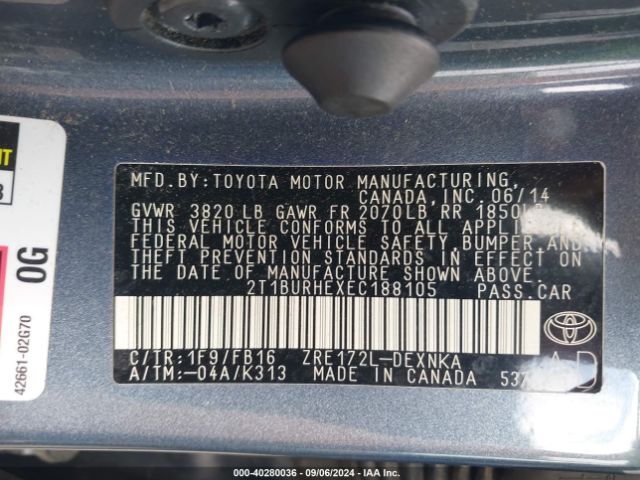 MFD. BY: TOYOTA MOTOR MANUFACTURING,
CANADA, INC. 06/14
GVWR 3820 LB GAWR FR 2070LB RR 1850LB
THIS VEHICLE CONFORMS TO ALL APPLICABLE
FEDERAL MOTOR VEHICLE SAFETY, BUMPER, AND
THEFT PREVENTION STANDARDS IN EFFECT ON
THE DATE OF MANUFACTURE SHOWN ABOVE.
2T1BURHEXEC188105 PASS. CAR
C/TR: 1F9/FB16 ZRE172L-DEXNKA
A/TM: -04A/K313 MADE IN CANADA
0G
42661-02G70
000-40280036 - 09/06/2024 - IAA Inc.